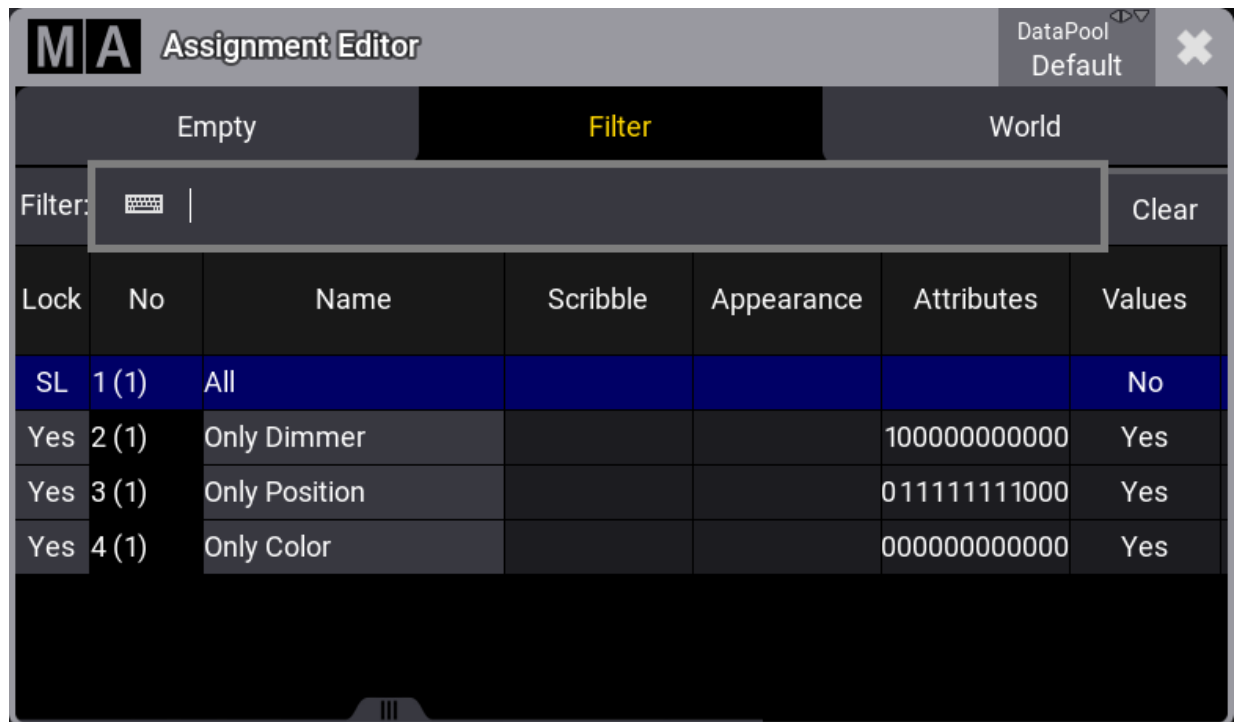 MA Assignment Editor DataPool Default
Empty Filter World
Filter: Clear
Lock No Name Scribble Appearance Attributes Values
SL 1 (1) All No
Yes 2 (1) Only Dimmer 100000000000 Yes
Yes 3 (1) Only Position 011111111000 Yes
Yes 4 (1) Only Color 000000000000 Yes